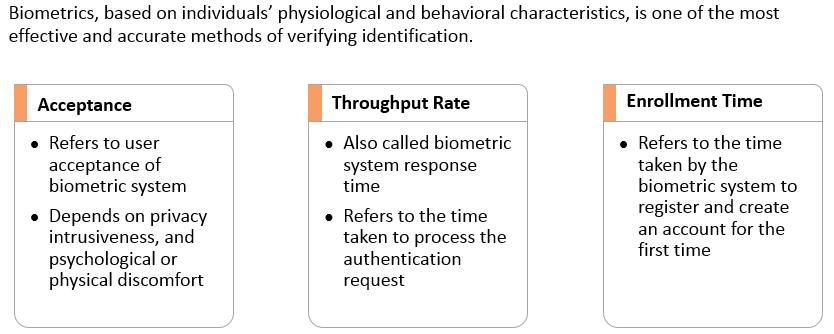 Biometrics, based on individuals’ physiological and behavioral characteristics, is one of the most
effective and accurate methods of verifying identification.
Acceptance
• Refers to user
acceptance of
biometric system
• Depends on privacy
intrusiveness, and
psychological or
physical discomfort
Throughput Rate
• Also called biometric
system response
time
• Refers to the time
taken to process the
authentication
request
Enrollment Time
• Refers to the time
taken by the
biometric system to
register and create
an account for the
first time